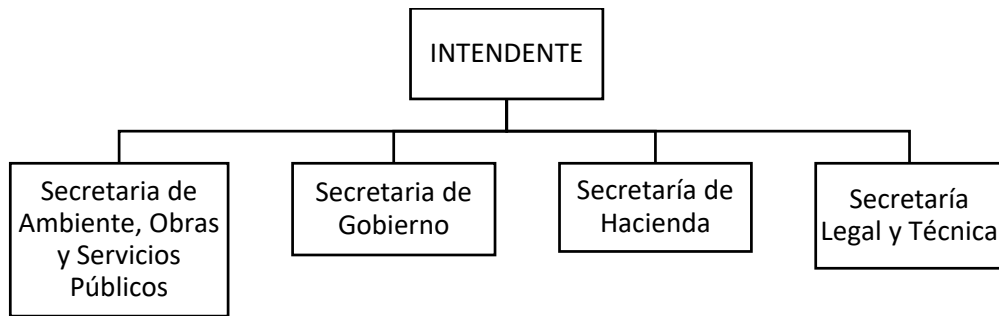 INTENDENTE
Secretaria de
Ambiente, Obras
y Servicios
Públicos
Secretaria de
Gobierno
Secretaría de
Hacienda
Secretaría
Legal y Técnica